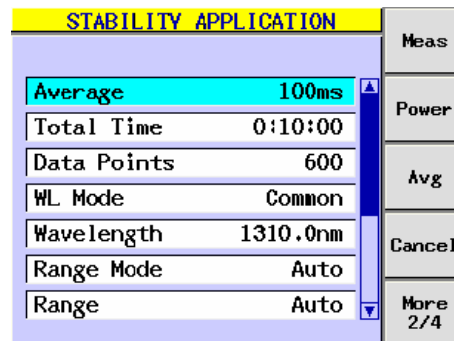 STABILITY APPLICATION
Average 100ms
Total Time 0:10:00
Data Points 600
WL Mode Common
Wavelength 1310.0nm
Range Mode Auto
Range Auto
Meas
Power
Avg
Cancel
More
2/4